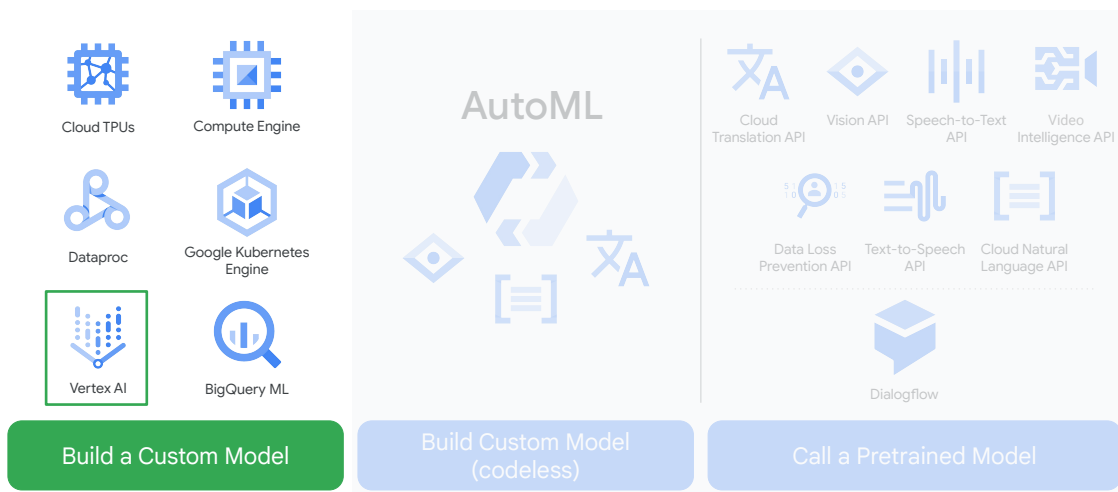 Cloud TPUs
Compute Engine
Dataproc
Google Kubernetes
Engine
Vertex AI
BigQuery ML
Build a Custom Model
AutoML
Build Custom Model
(codeless)
Cloud
Translation API
Vision API
Speech-to-Text
API
Video
Intelligence API
Data Loss
Prevention API
Text-to-Speech
API
Cloud Natural
Language API
Dialogflow
Call a Pretrained Model